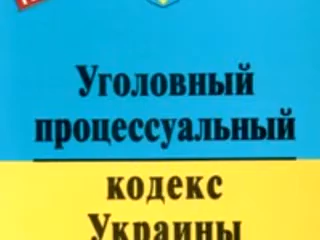 Уголовный
процессуальный
кодекс
Украины